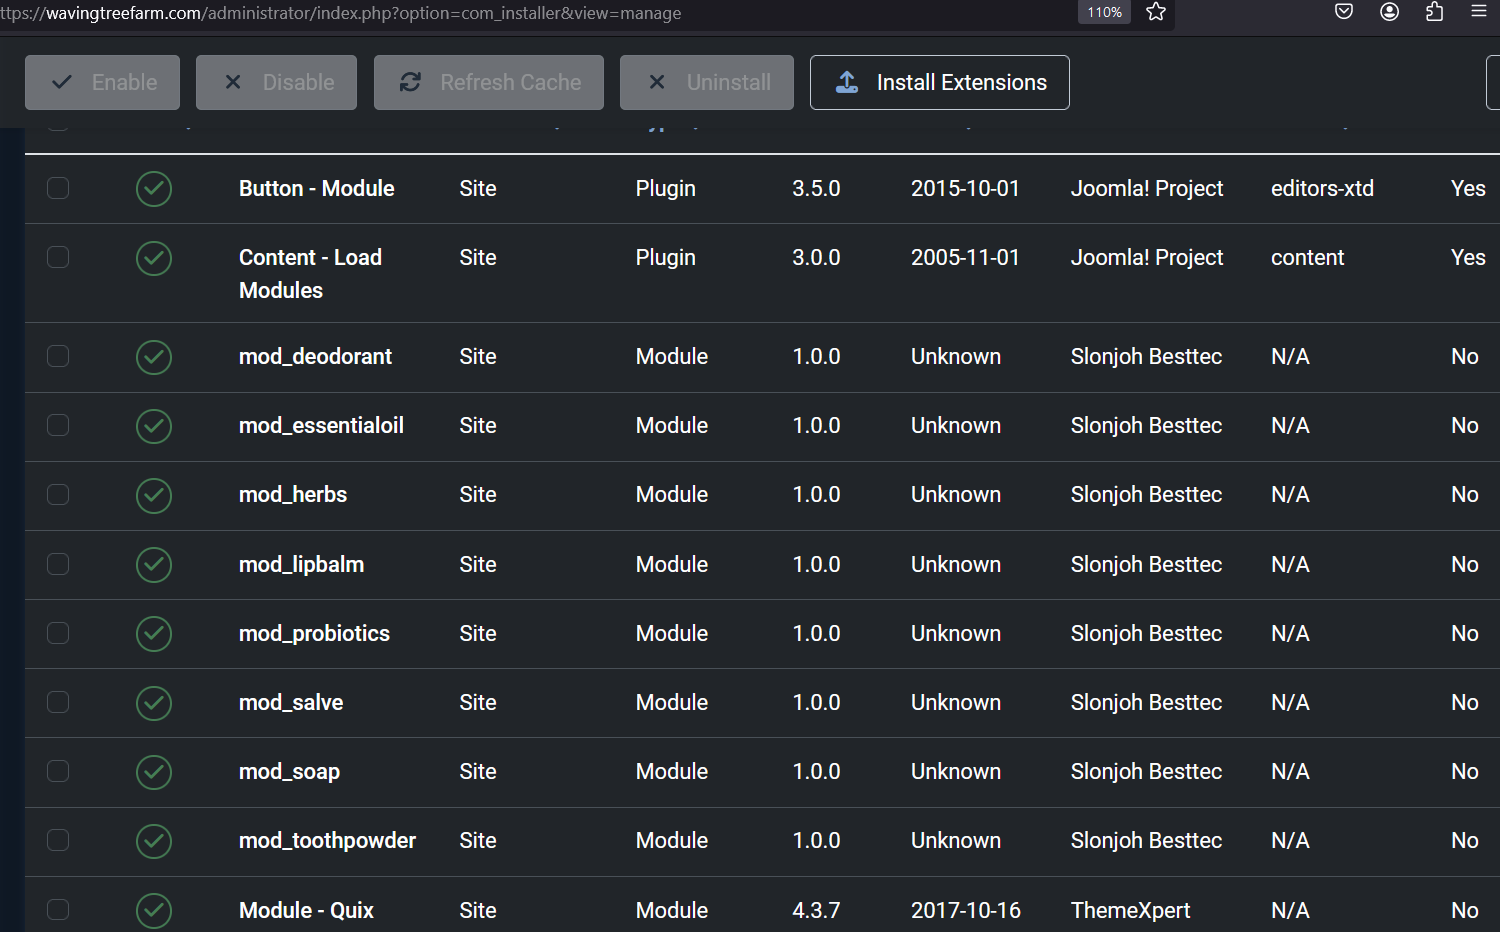 ttps://wavingtreefarm.com/administrator/index.php?option=com_installer&view=manage 110%
Enable Disable Refresh Cache Uninstall Install Extensions
Button - Module Site Plugin 3.5.0 2015-10-01 Joomla! Project editors-xtd Yes
Content - Load Site Plugin 3.0.0 2005-11-01 Joomla! Project content Yes
Modules
mod_deodorant Site Module 1.0.0 Unknown Slonjoh Besttec N/A No
mod_essentialoil Site Module 1.0.0 Unknown Slonjoh Besttec N/A No
mod_herbs Site Module 1.0.0 Unknown Slonjoh Besttec N/A No
mod_lipbalm Site Module 1.0.0 Unknown Slonjoh Besttec N/A No
mod_probiotics Site Module 1.0.0 Unknown Slonjoh Besttec N/A No
mod_salve Site Module 1.0.0 Unknown Slonjoh Besttec N/A No
mod_soap Site Module 1.0.0 Unknown Slonjoh Besttec N/A No
mod_toothpowder Site Module 1.0.0 Unknown Slonjoh Besttec N/A No
Module - Quix Site Module 4.3.7 2017-10-16 ThemeXpert N/A No